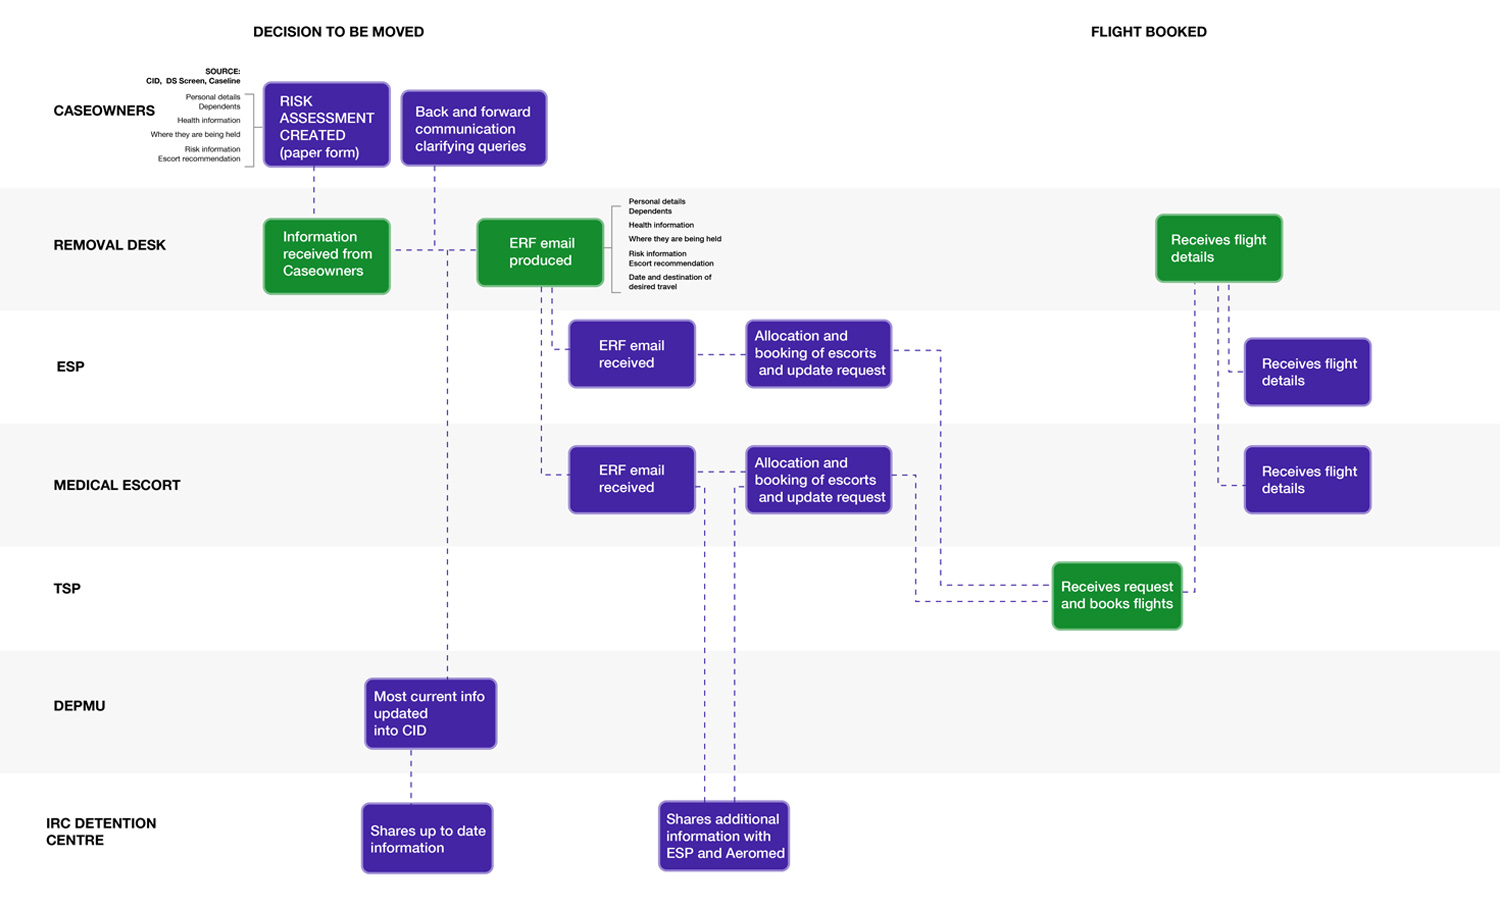 DECISION TO BE MOVED
FLIGHT BOOKED
CASEOWNERS
SOURCE:
CID, DS Screen, Caseline
Personal details
Dependents
Health information
Where they are being held
Risk information
Escort recommendation
RISK
ASSESSMENT
CREATED
(paper form)
Back and forward
communication
clarifying queries
REMOVAL DESK
Information
received from
Caseowners
ERF email
produced
Personal details
Dependents
Health information
Where they are being held
Risk information
Escort recommendation
Date and destination of
desired travel
Receives flight
details
ESP
ERF email
received
Allocation and
booking of escorts
and update request
Receives flight
details
MEDICAL ESCORT
ERF email
received
Allocation and
booking of escorts
and update request
Receives flight
details
TSP
Receives request
and books flights
DEPMU
Most current info
updated
into CID
IRC DETENTION
CENTRE
Shares up to date
information
Shares additional
information with
ESP and Aeromed